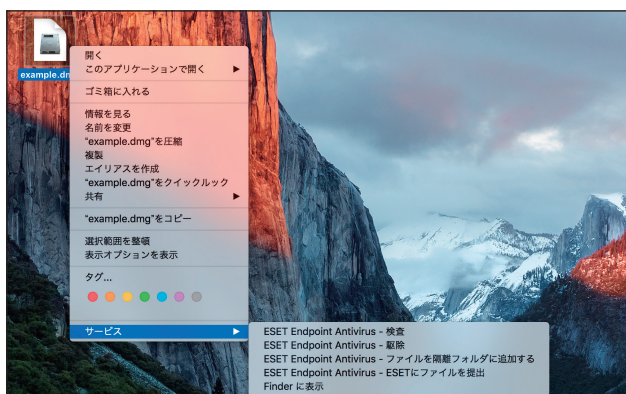 example.dm
開く
このアプリケーションで開く
ゴミ箱に入れる
情報を見る
名前を変更
"example.dmg"を圧縮
複製
エイリアスを作成
"example.dmg"をクイックルック
共有
"example.dmg"をコピー
選択範囲を整頓
表示オプションを表示
タグ...
サービス
ESET Endpoint Antivirus - 検査
ESET Endpoint Antivirus - 駆除
ESET Endpoint Antivirus - ファイルを隔離フォルダに追加する
ESET Endpoint Antivirus - ESETにファイルを提出
Finder に表示